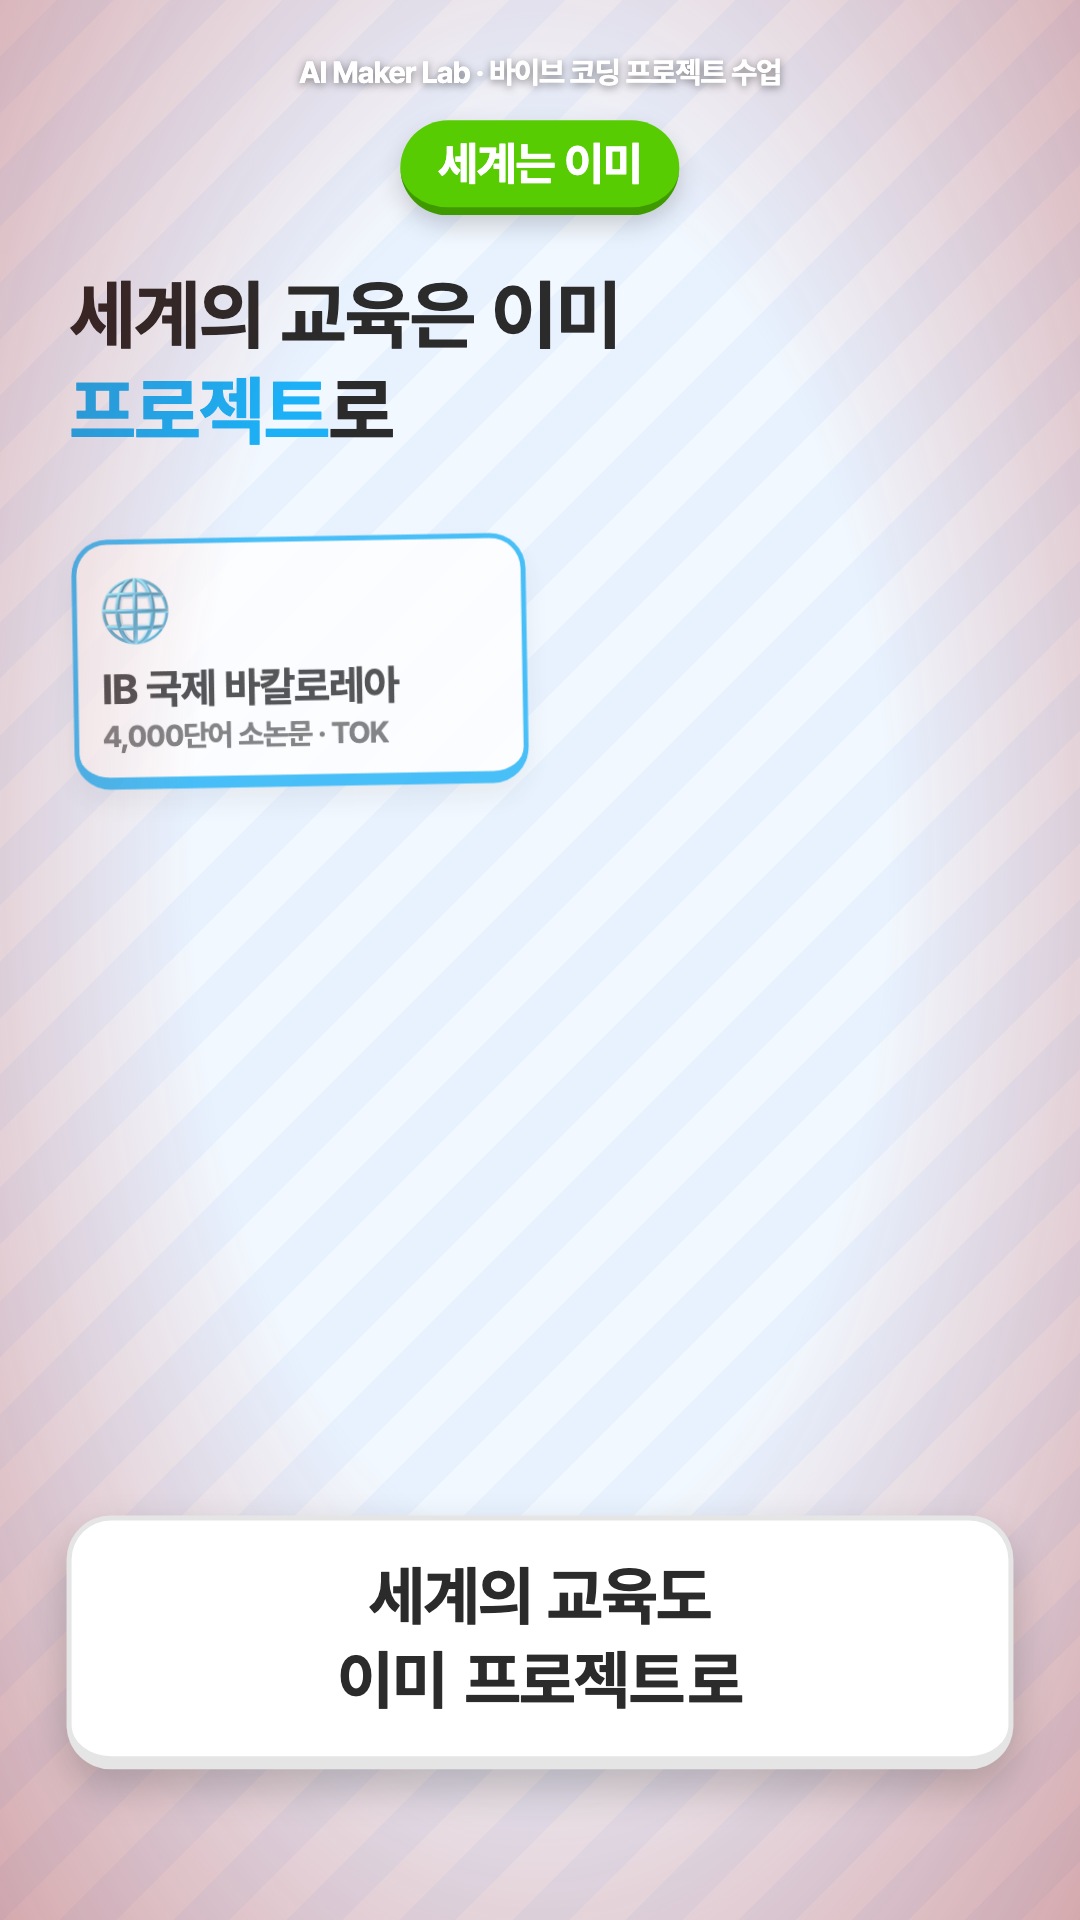 AI Maker Lab · 바이브 코딩 프로젝트 수업
세계는 이미
세계의 교육은 이미
프로젝트로
IB 국제 바칼로레아
4,000단어 소논문 · TOK
세계의 교육도
이미 프로젝트로